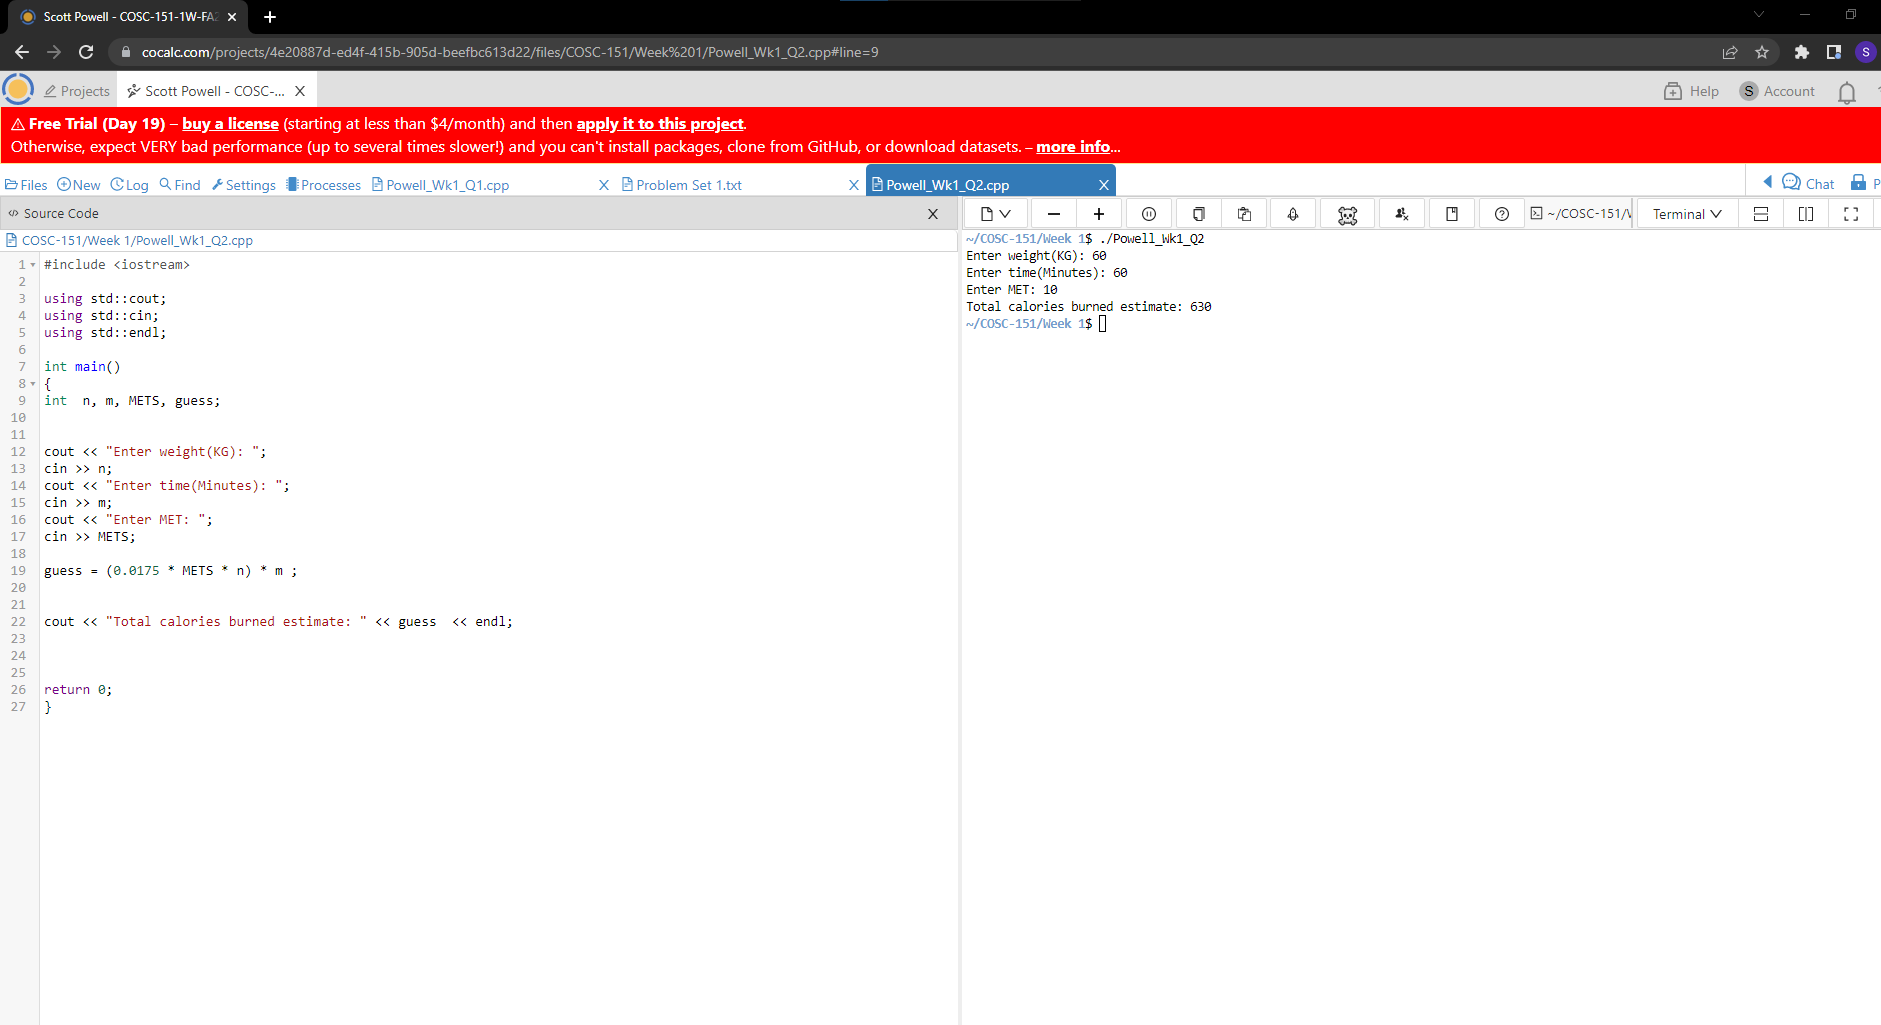 Scott Powell - COSC-151-1W-FA2
cocalc.com/projects/4e20887d-ed4f-415b-905d-beefbc613d22/files/COSC-151/Week%201/Powell_Wk1_Q2.cpp#line=9
S
Projects
Scott Powell - COSC-...
Help
S Account
Free Trial (Day 19) – buy a license (starting at less than $4/month) and then apply it to this project.
Otherwise, expect VERY bad performance (up to several times slower!) and you can't install packages, clone from GitHub, or download datasets. – more info...
Files New Log Find Settings Processes Powell_Wk1_Q1.cpp Problem Set 1.txt Powell_Wk1_Q2.cpp Chat P
Source Code
~/COSC-151/W Terminal
COSC-151/Week 1/Powell_Wk1_Q2.cpp
1 #include <iostream>
2
3 using std::cout;
4 using std::cin;
5 using std::endl;
6
7 int main()
8 {
9 int  n, m, METS, guess;
10
11
12 cout << "Enter weight(KG): ";
13 cin >> n;
14 cout << "Enter time(Minutes): ";
15 cin >> m;
16 cout << "Enter MET: ";
17 cin >> METS;
18
19 guess = (0.0175 * METS * n) * m ;
20
21
22 cout << "Total calories burned estimate: " << guess  << endl;
23
24
25
26 return 0;
27 }
~/COSC-151/Week 1$ ./Powell_Wk1_Q2
Enter weight(KG): 60
Enter time(Minutes): 60
Enter MET: 10
Total calories burned estimate: 630
~/COSC-151/Week 1$